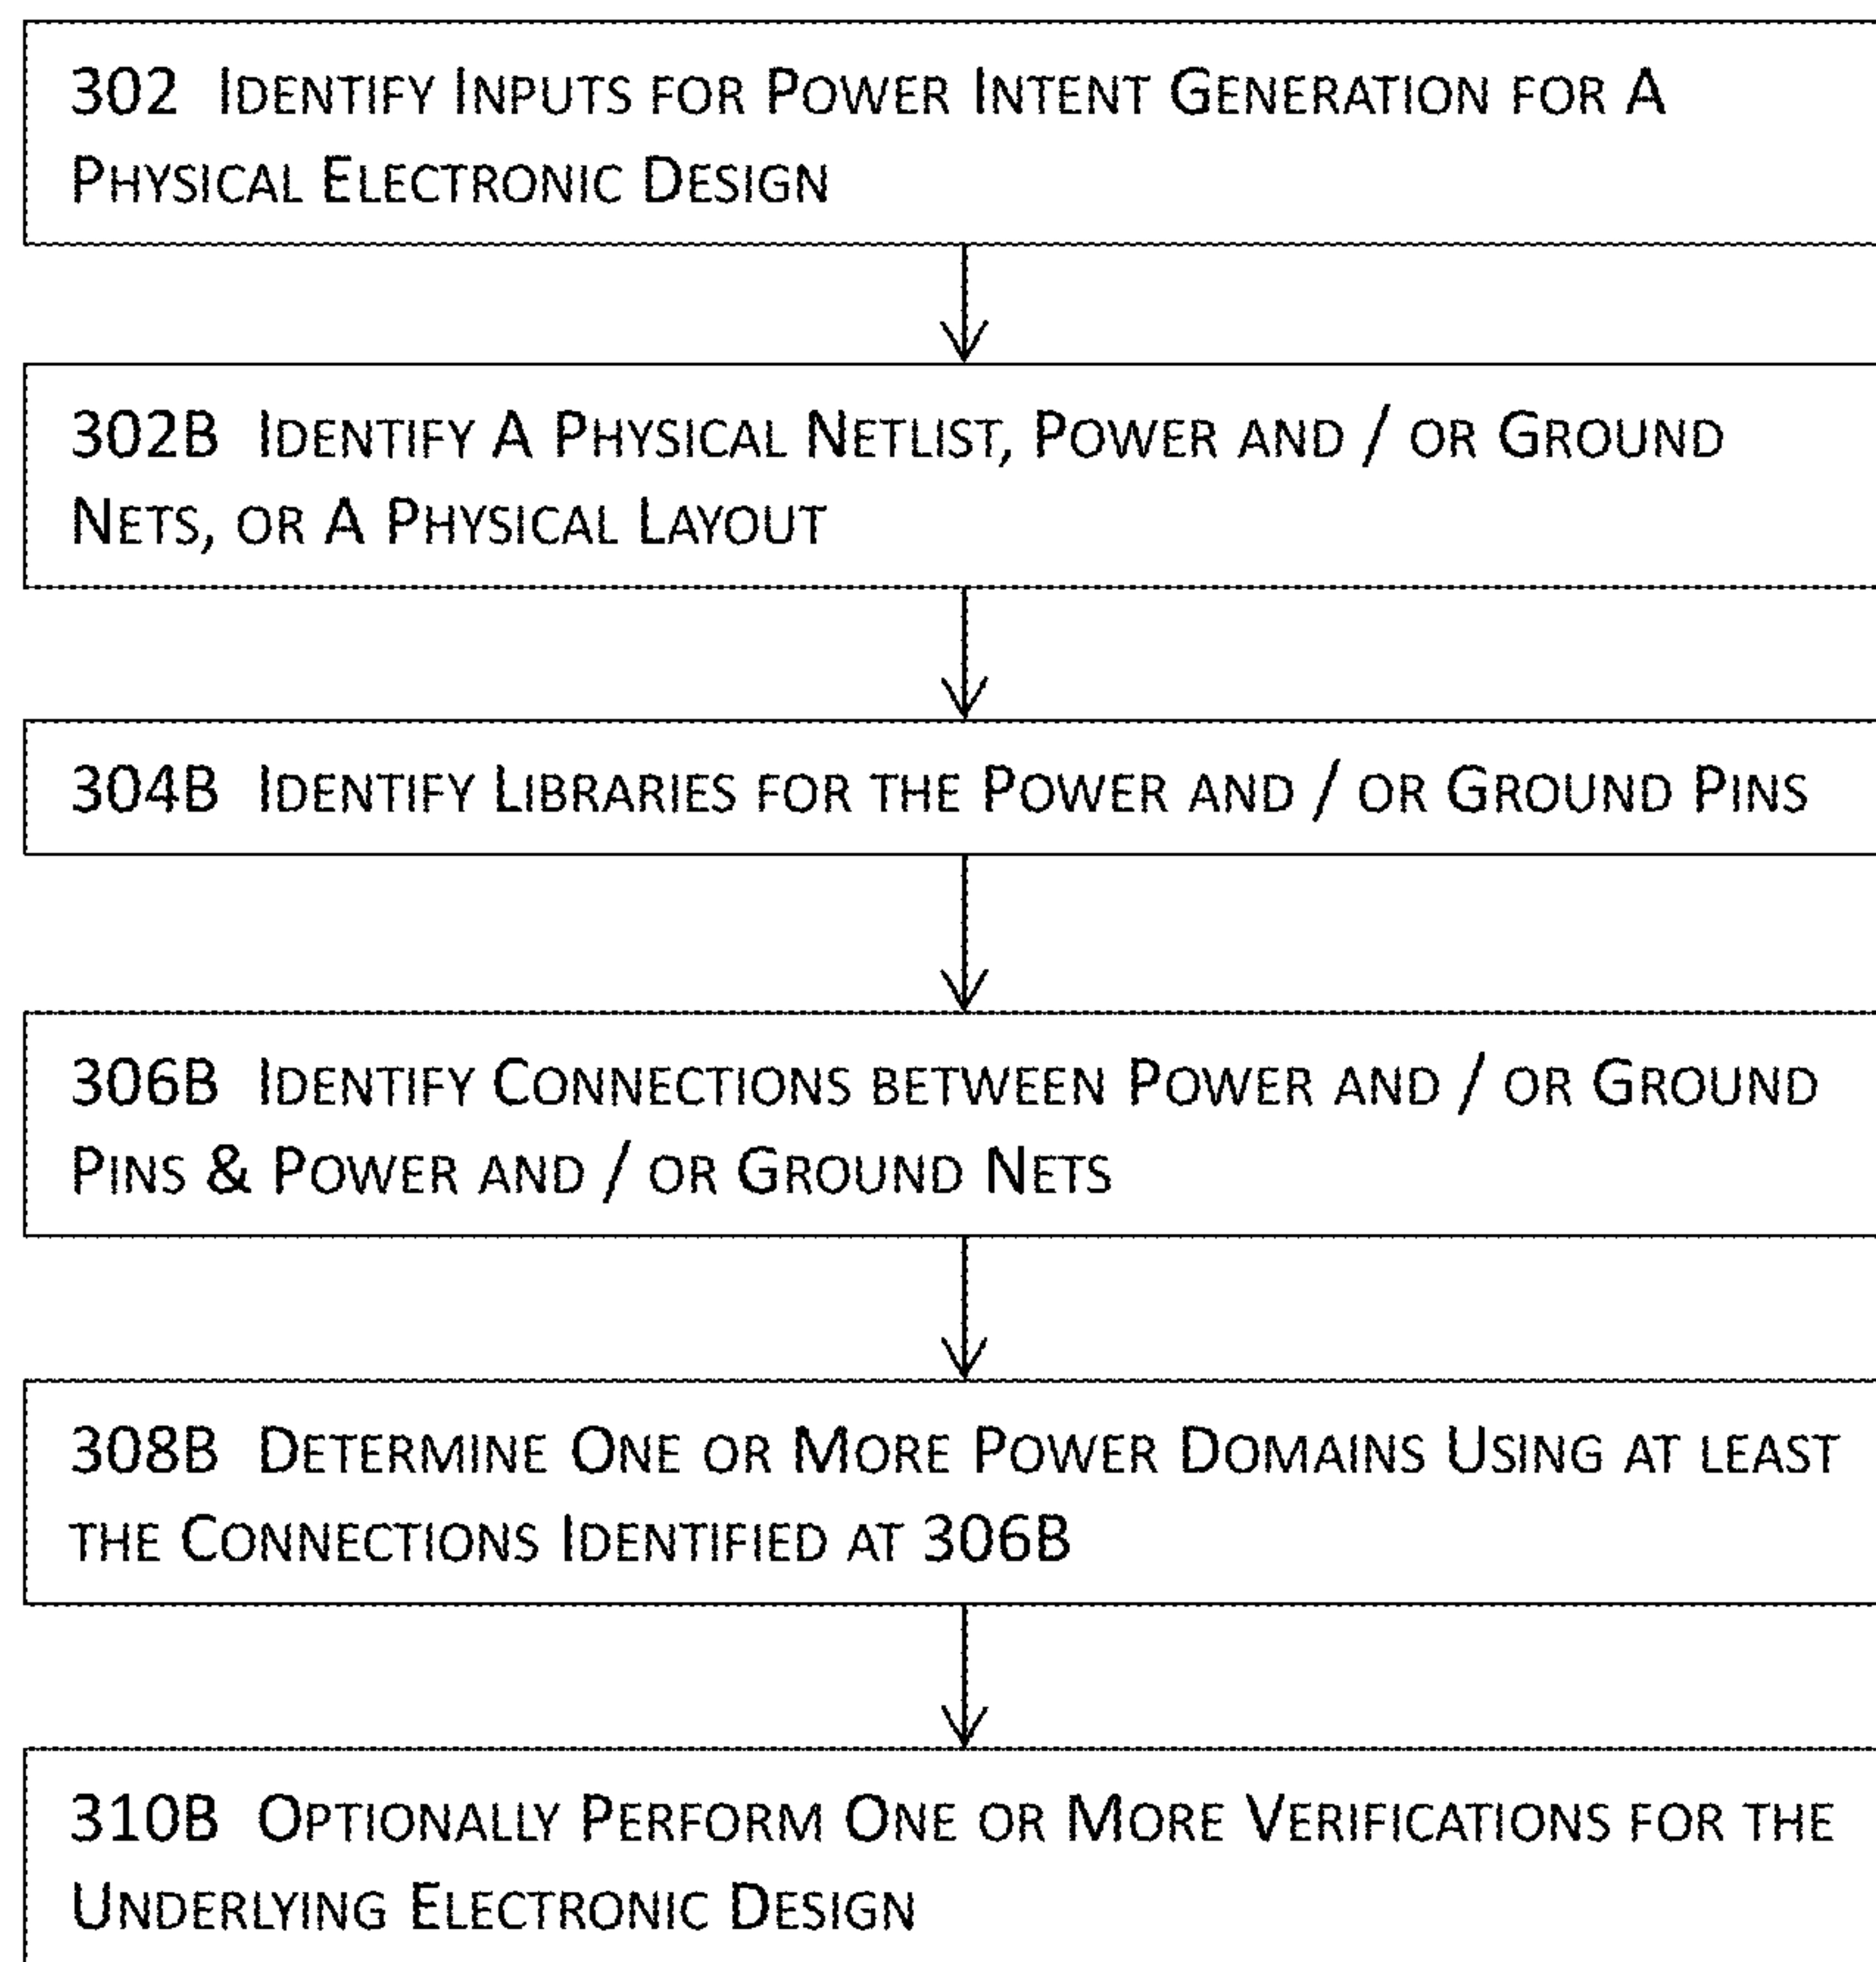 302 IDENTIFY INPUTS FOR POWER INTENT GENERATION FOR A
PHYSICAL ELECTRONIC DESIGN
302B IDENTIFY A PHYSICAL NETLIST, POWER AND / OR GROUND
NETS, OR A PHYSICAL LAYOUT
304B IDENTIFY LIBRARIES FOR THE POWER AND / OR GROUND PINS
306B IDENTIFY CONNECTIONS BETWEEN POWER AND / OR GROUND
PINS & POWER AND / OR GROUND NETS
308B DETERMINE ONE OR MORE POWER DOMAINS USING AT LEAST
THE CONNECTIONS IDENTIFIED AT 306B
310B OPTIONALLY PERFORM ONE OR MORE VERIFICATIONS FOR THE
UNDERLYING ELECTRONIC DESIGN